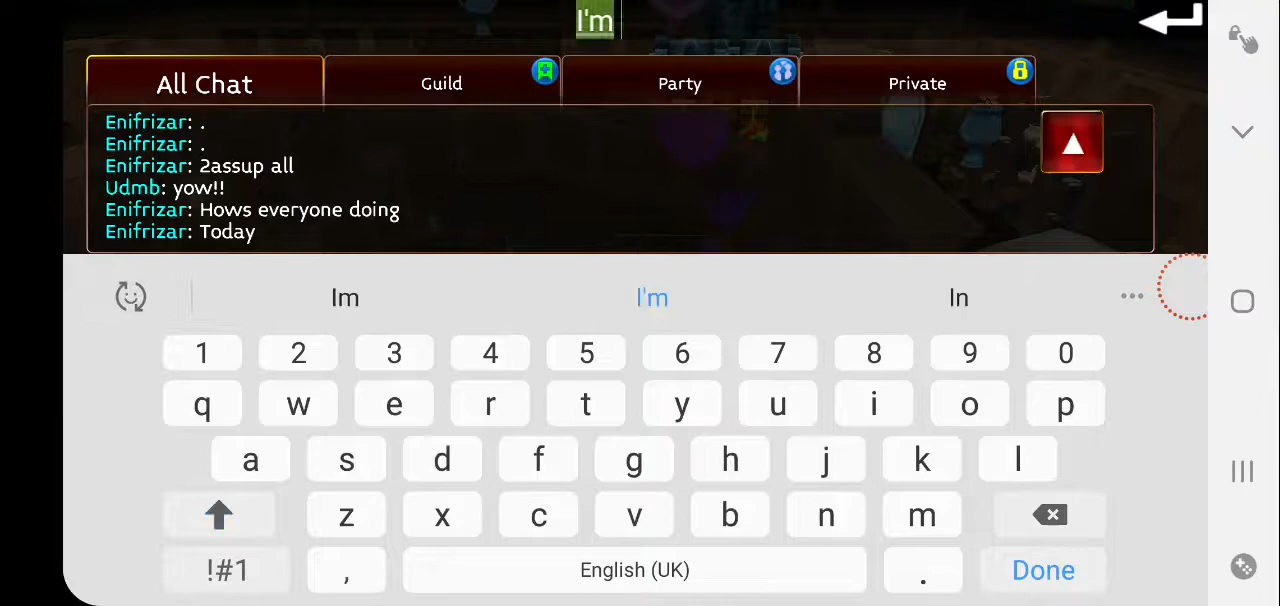 I'm
All Chat
Guild
Party
Private
Enifrizar: .
Enifrizar: .
Enifrizar: 2assup all
Udmb: yow!!
Enifrizar: Hows everyone doing
Enifrizar: Today
Im
I'm
In
1 2 3 4 5 6 7 8 9 0
q w e r t y u i o p
a s d f g h j k l
z x c v b n m
!#1 , English (UK) . Done